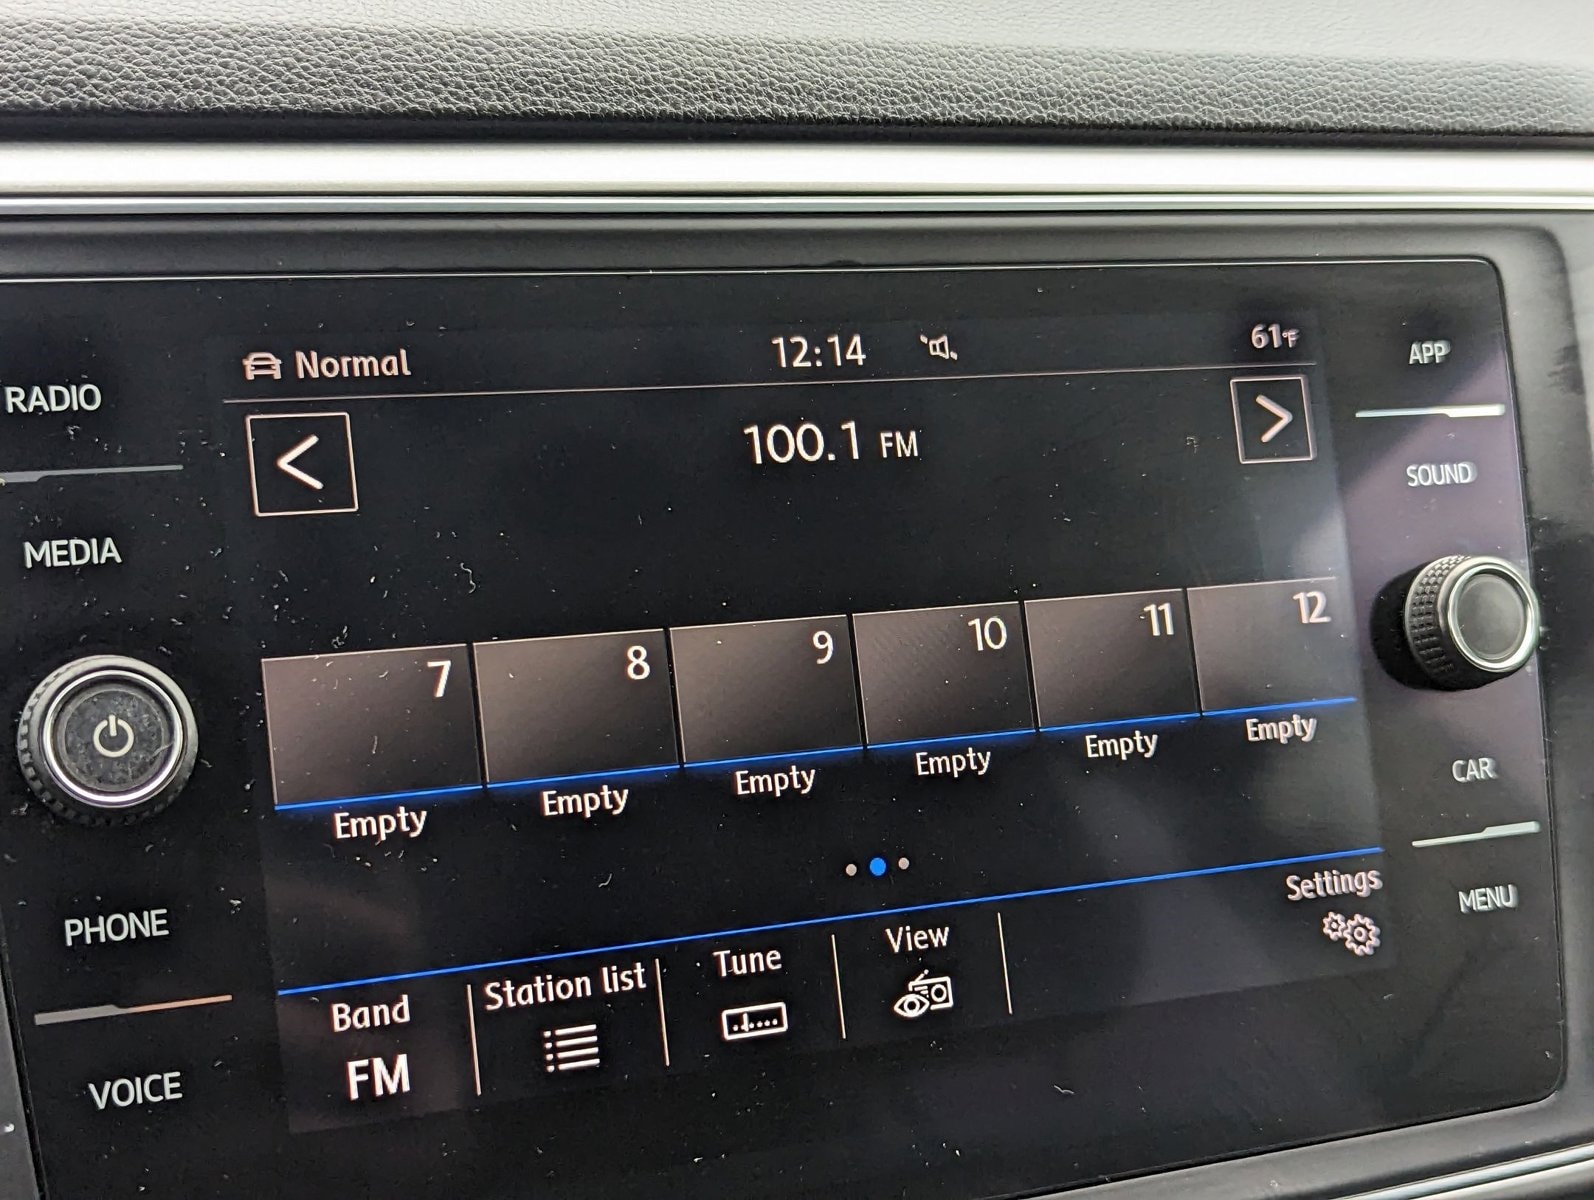 Normal 12:14 61°F
RADIO
MEDIA
PHONE
VOICE
100.1 FM
7 8 9 10 11 12
Empty Empty Empty Empty Empty Empty
Band Station list Tune View Settings
FM
APP
SOUND
CAR
MENU